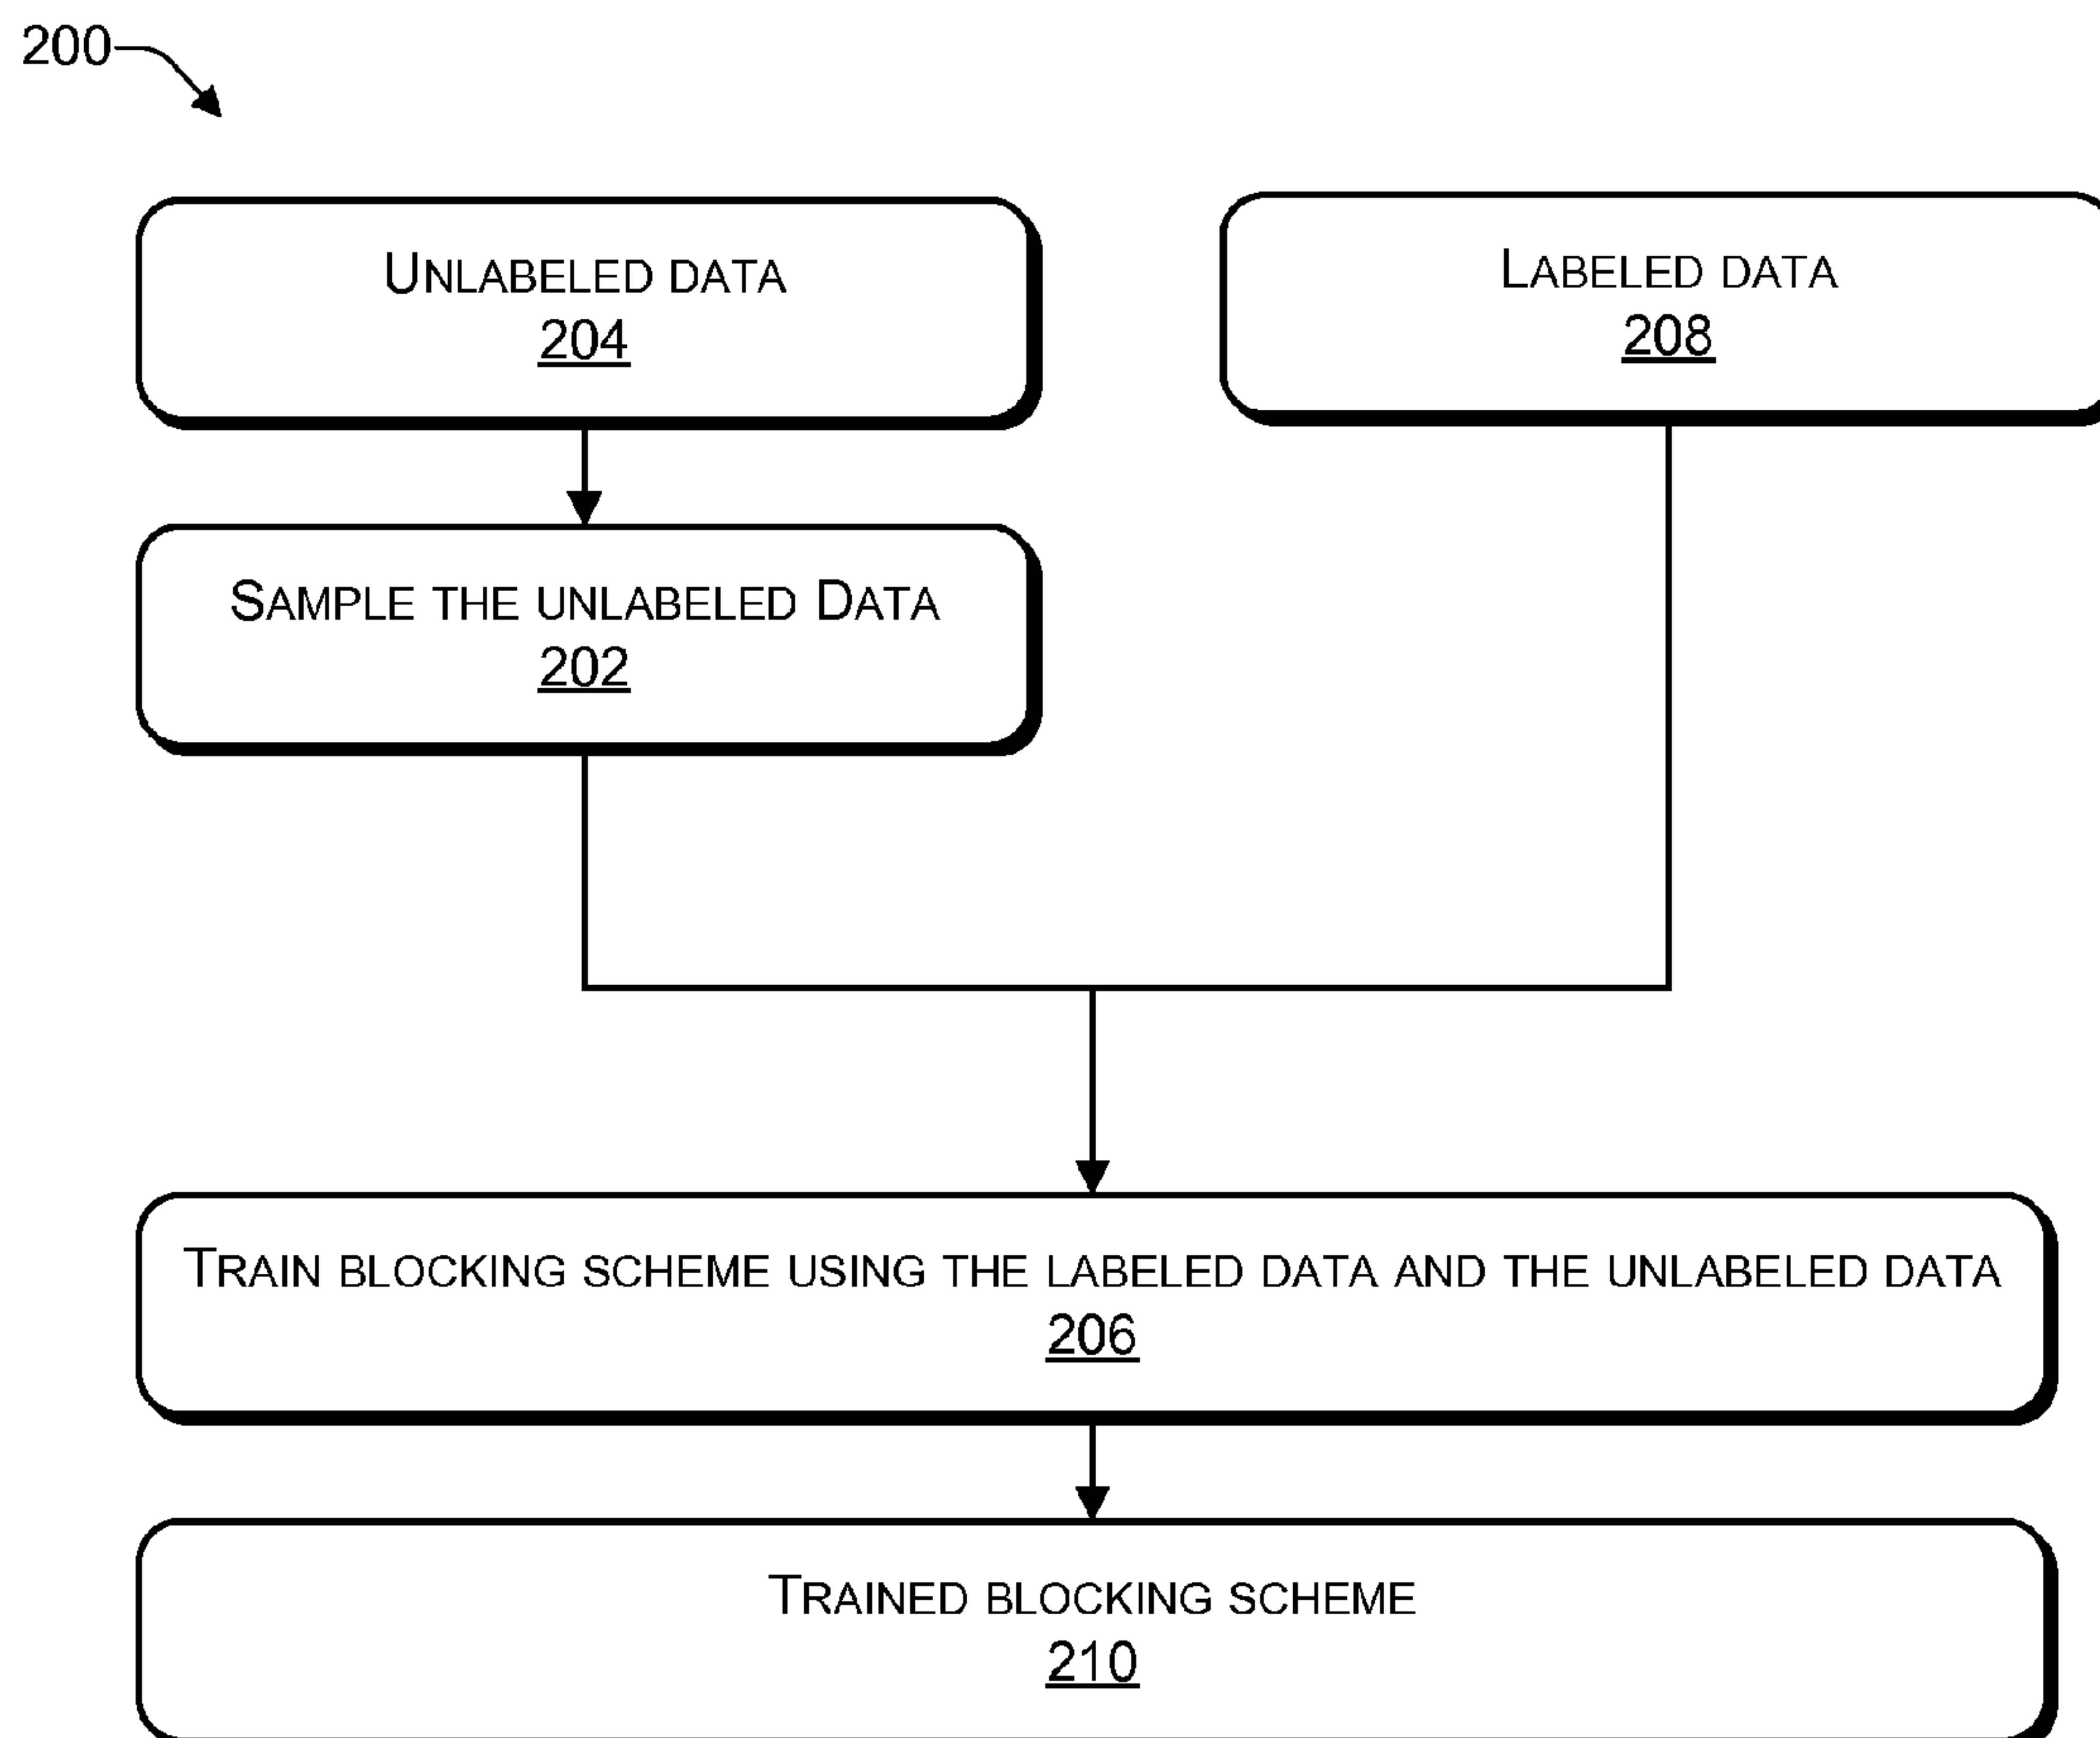 200
UNLABELED DATA
204
LABELED DATA
208
SAMPLE THE UNLABELED DATA
202
TRAIN BLOCKING SCHEME USING THE LABELED DATA AND THE UNLABELED DATA
206
TRAINED BLOCKING SCHEME
210